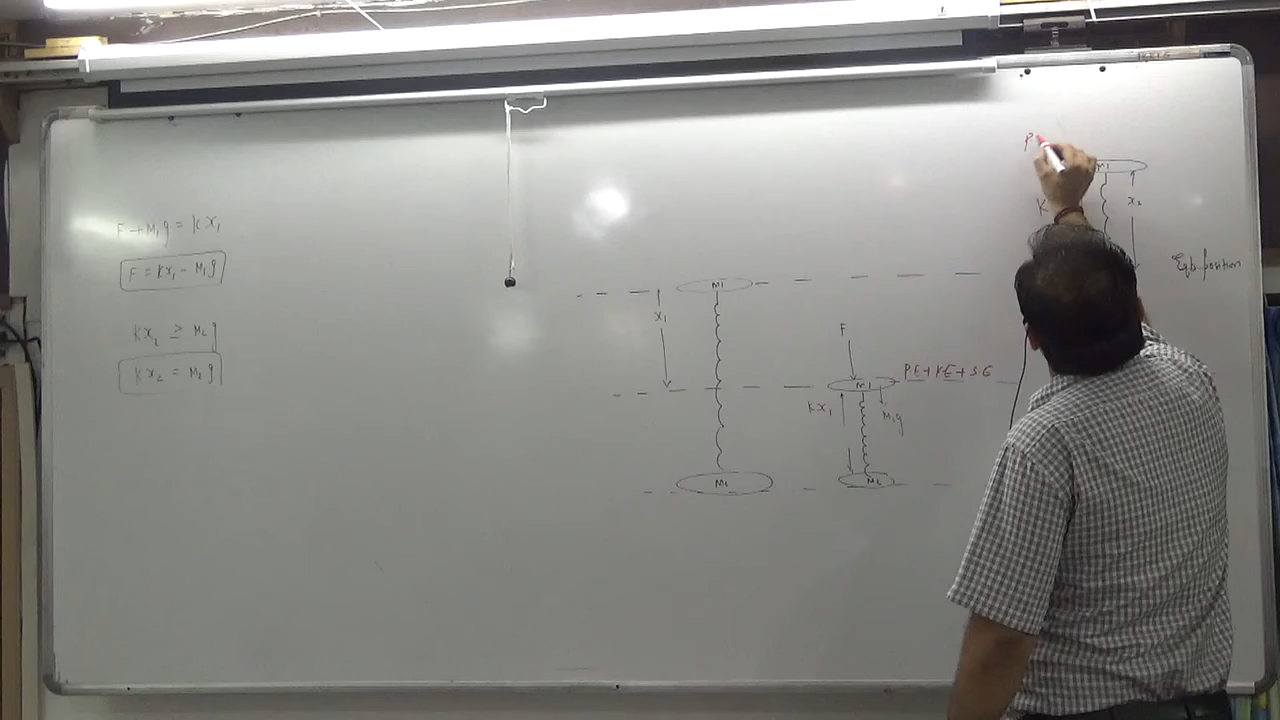 F + M₁g = Kx₁
F = Kx₁ - M₁g
Kx₂ ≥ M₂g
Kx₂ = M₂g
M1
x₁
M₂
F
M1
P.E + K.E + S.E
Kx₁
M₁g
M₂
P
M1
K
x₂
Eqb position